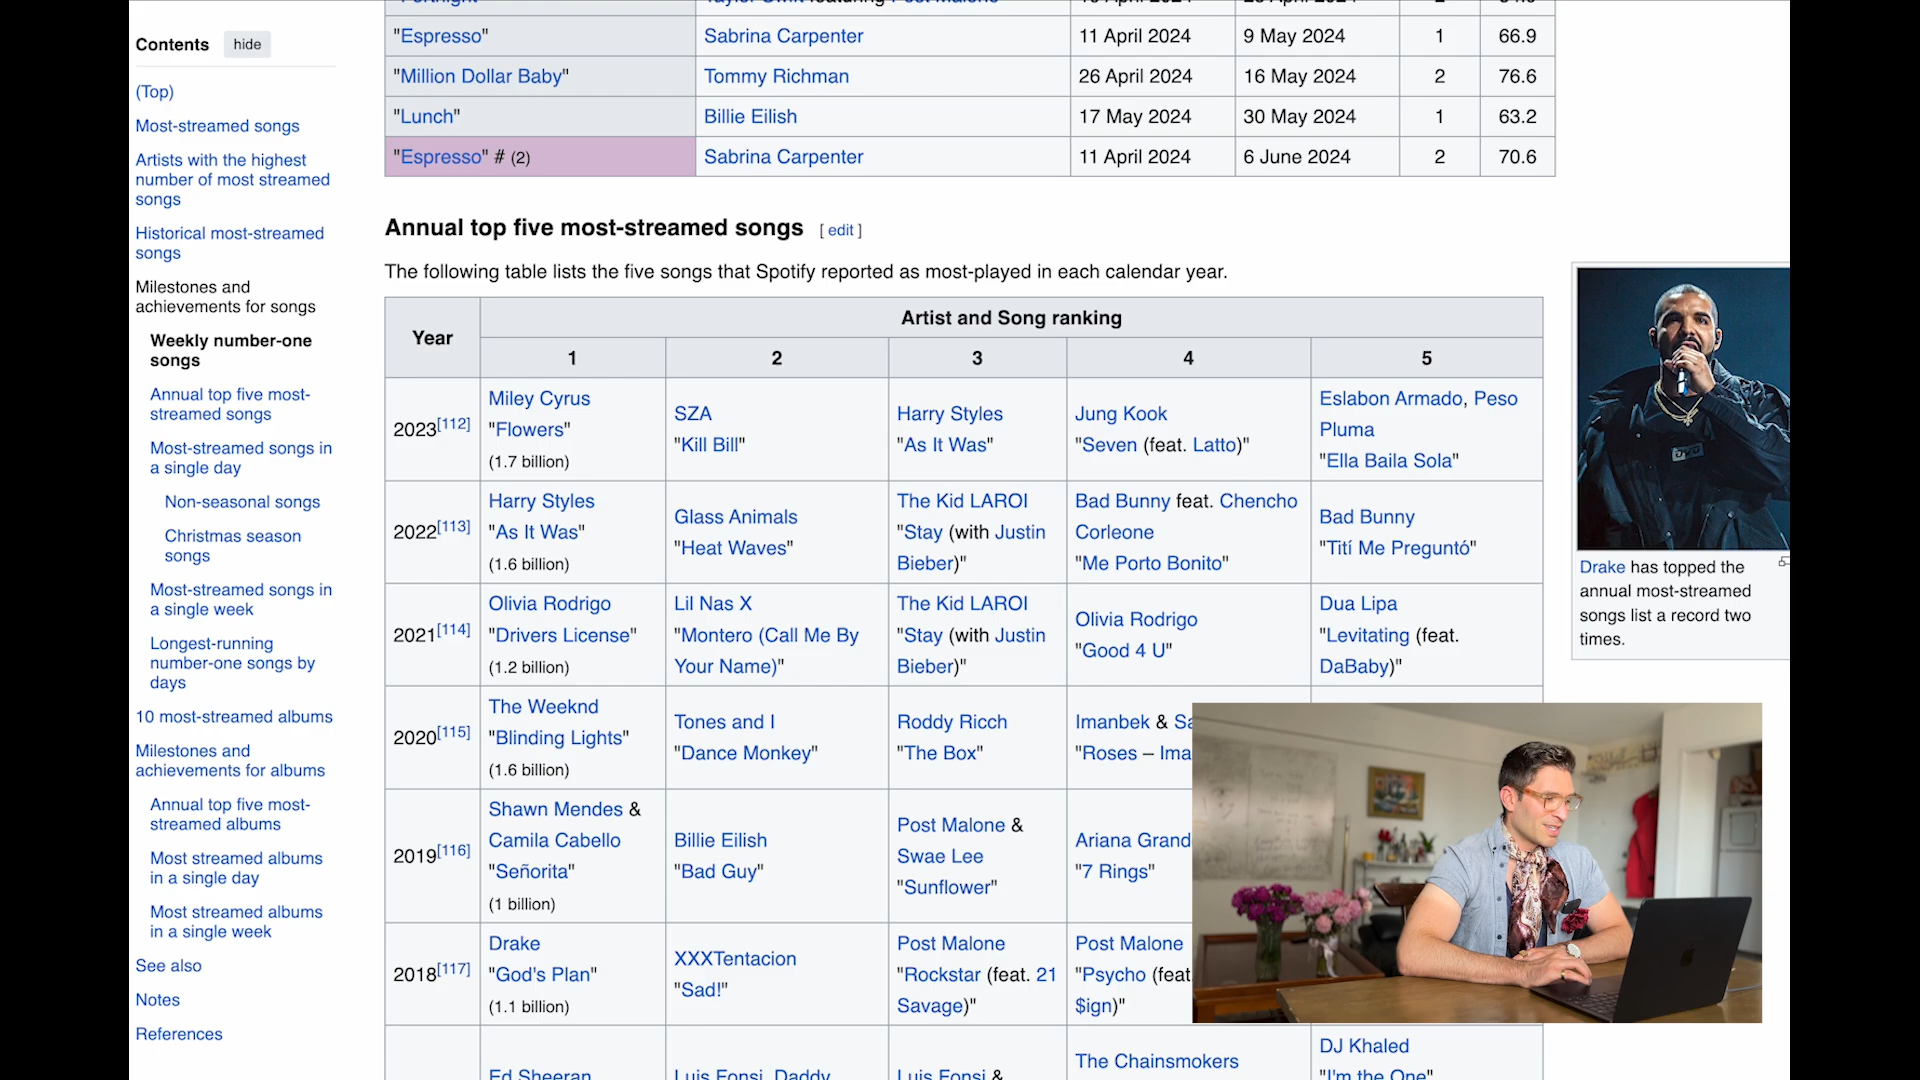 Contents hide
(Top)
Most-streamed songs
Artists with the highest
number of most streamed
songs
Historical most-streamed
songs
Milestones and
achievements for songs
Weekly number-one
songs
Annual top five most-
streamed songs
Most-streamed songs in
a single day
Non-seasonal songs
Christmas season
songs
Most-streamed songs in
a single week
Longest-running
number-one songs by
days
10 most-streamed albums
Milestones and
achievements for albums
Annual top five most-
streamed albums
Most streamed albums
in a single day
Most streamed albums
in a single week
See also
Notes
References
"Espresso" Sabrina Carpenter 11 April 2024 9 May 2024 1 66.9
"Million Dollar Baby" Tommy Richman 26 April 2024 16 May 2024 2 76.6
"Lunch" Billie Eilish 17 May 2024 30 May 2024 1 63.2
"Espresso" # (2) Sabrina Carpenter 11 April 2024 6 June 2024 2 70.6
Annual top five most-streamed songs [ edit ]
The following table lists the five songs that Spotify reported as most-played in each calendar year.
Year
Artist and Song ranking
1 2 3 4 5
2023[112]
Miley Cyrus
"Flowers"
(1.7 billion)
SZA
"Kill Bill"
Harry Styles
"As It Was"
Jung Kook
"Seven (feat. Latto)"
Eslabon Armado, Peso
Pluma
"Ella Baila Sola"
2022[113]
Harry Styles
"As It Was"
(1.6 billion)
Glass Animals
"Heat Waves"
The Kid LAROI
"Stay (with Justin
Bieber)"
Bad Bunny feat. Chencho
Corleone
"Me Porto Bonito"
Bad Bunny
"Tití Me Preguntó"
2021[114]
Olivia Rodrigo
"Drivers License"
(1.2 billion)
Lil Nas X
"Montero (Call Me By
Your Name)"
The Kid LAROI
"Stay (with Justin
Bieber)"
Olivia Rodrigo
"Good 4 U"
Dua Lipa
"Levitating (feat.
DaBaby)"
2020[115]
The Weeknd
"Blinding Lights"
(1.6 billion)
Tones and I
"Dance Monkey"
Roddy Ricch
"The Box"
Imanbek &
"Roses –
2019[116]
Shawn Mendes &
Camila Cabello
"Señorita"
(1 billion)
Billie Eilish
"Bad Guy"
Post Malone &
Swae Lee
"Sunflower"
Ariana Grand
"7 Rings"
2018[117]
Drake
"God's Plan"
(1.1 billion)
XXXTentacion
"Sad!"
Post Malone
"Rockstar (feat. 21
Savage)"
Post Malone
"Psycho (feat
$ign)"
Ed Sheeran
Luis Fonsi, Daddy
Luis Fonsi &
The Chainsmokers
DJ Khaled
"I'm the One"
Drake has topped the
annual most-streamed
songs list a record two
times.